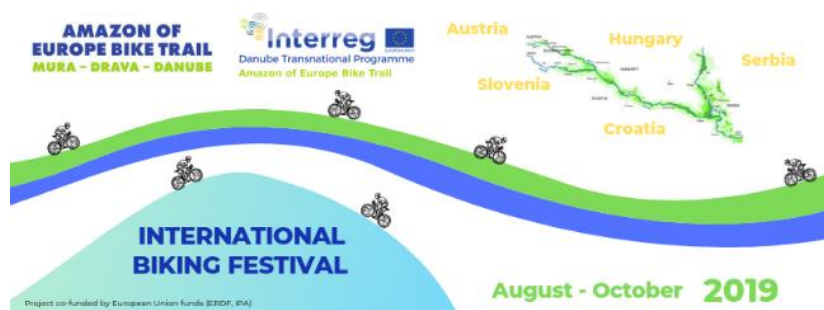 AMAZON OF
EUROPE BIKE TRAIL
MURA – DRAVA – DANUBE
Interreg
Danube Transnational Programme
Amazon of Europe Bike Trail
Austria
Hungary
Serbia
Slovenia
Croatia
INTERNATIONAL
BIKING FESTIVAL
August - October 2019
Project co-funded by European Union funds (ERDF, IPA)